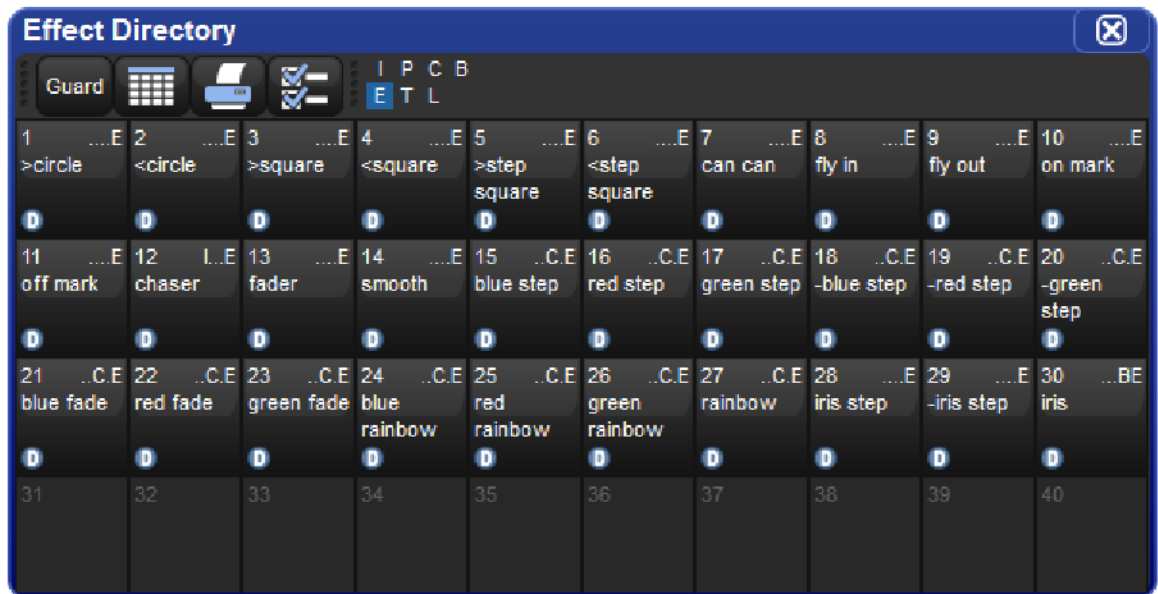 Effect Directory
Guard
I P C B
E T L
1 ....E 2 ....E 3 ....E 4 ....E 5 ....E 6 ....E 7 ....E 8 ....E 9 ....E 10 ....E
>circle <circle >square <square >step <step can can fly in fly out on mark
square square
D D D D D D D D D D
11 ....E 12 I...E 13 ....E 14 ....E 15 ..C.E 16 ..C.E 17 ..C.E 18 ..C.E 19 ..C.E 20 ..C.E
off mark chaser fader smooth blue step red step green step -blue step -red step -green
step
D D D D D D D D D D
21 ..C.E 22 ..C.E 23 ..C.E 24 ..C.E 25 ..C.E 26 ..C.E 27 ..C.E 28 ....E 29 ....E 30 ...BE
blue fade red fade green fade blue red green rainbow iris step -iris step iris
rainbow rainbow rainbow
D D D D D D D D D D
31 32 33 34 35 36 37 38 39 40